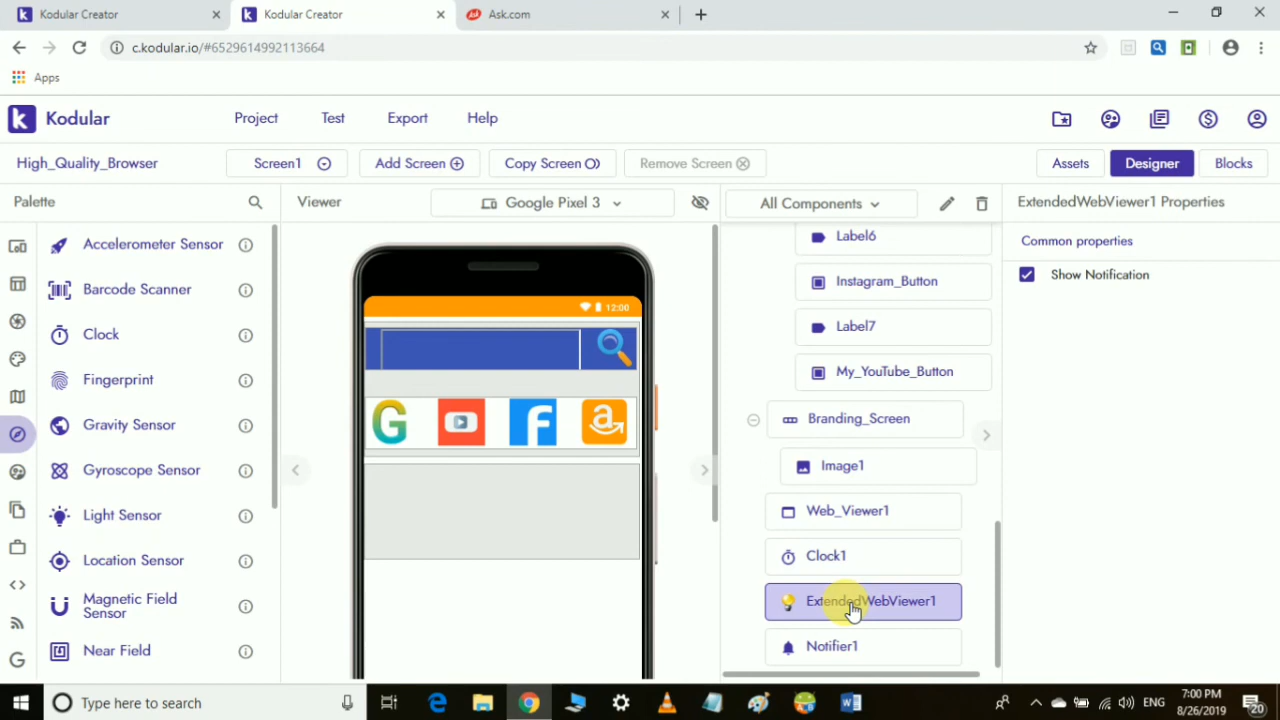 Kodular Creator
Kodular Creator
Ask.com
c.kodular.io/#6529614992113664
Apps
Kodular
Project
Test
Export
Help
High_Quality_Browser
Screen1
Add Screen
Copy Screen
Remove Screen
Assets
Designer
Blocks
Palette
Viewer
Google Pixel 3
All Components
ExtendedWebViewer1 Properties
Common properties
Show Notification
Accelerometer Sensor
Barcode Scanner
Clock
Fingerprint
Gravity Sensor
Gyroscope Sensor
Light Sensor
Location Sensor
Magnetic Field
Sensor
Near Field
12:00
Label6
Instagram_Button
Label7
My_YouTube_Button
Branding_Screen
Image1
Web_Viewer1
Clock1
ExtendedWebViewer1
Notifier1
Type here to search
ENG
7:00 PM
8/26/2019
20